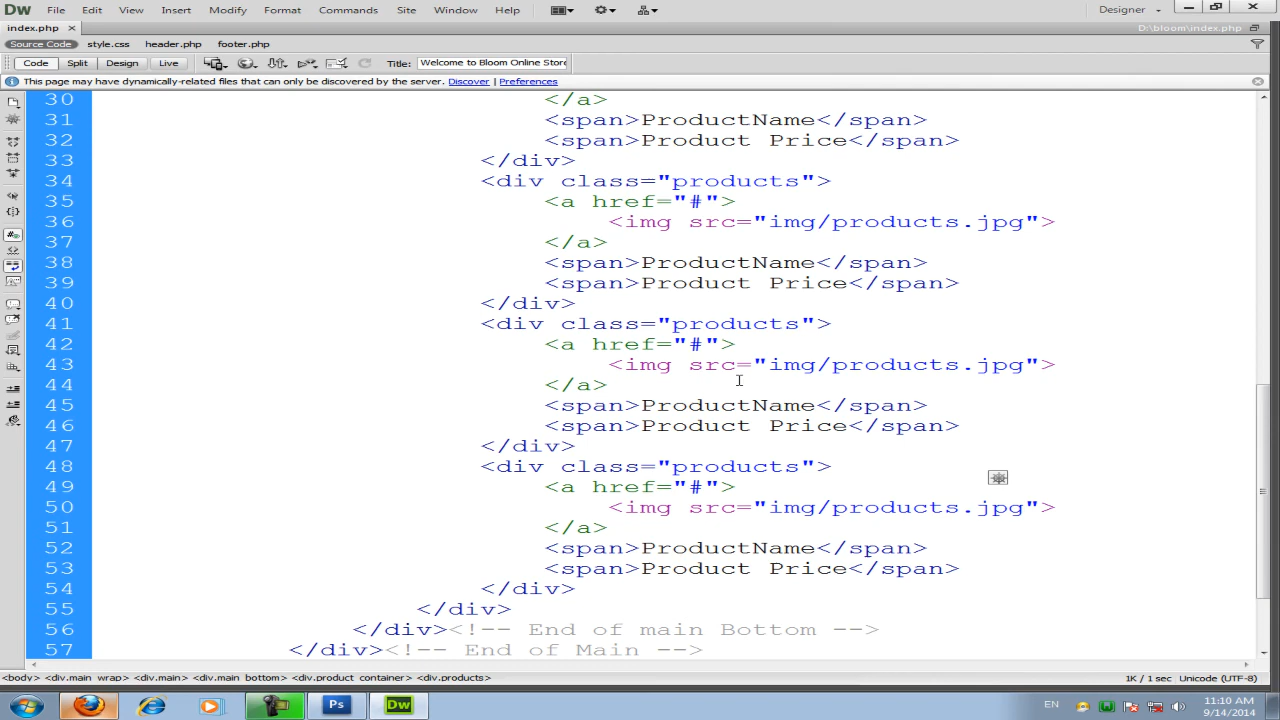 Dw File Edit View Insert Modify Format Commands Site Window Help Designer
index.php D:\bloom\index.php
Source Code style.css header.php footer.php
Code Split Design Live Title: Welcome to Bloom Online Store
This page may have dynamically-related files that can only be discovered by the server. Discover | Preferences
30 </a>
31 <span>ProductName</span>
32 <span>Product Price</span>
33 </div>
34 <div class="products">
35 <a href="#">
36 <img src="img/products.jpg">
37 </a>
38 <span>ProductName</span>
39 <span>Product Price</span>
40 </div>
41 <div class="products">
42 <a href="#">
43 <img src="img/products.jpg">
44 </a>
45 <span>ProductName</span>
46 <span>Product Price</span>
47 </div>
48 <div class="products">
49 <a href="#">
50 <img src="img/products.jpg">
51 </a>
52 <span>ProductName</span>
53 <span>Product Price</span>
54 </div>
55 </div>
56 </div><!-- End of main Bottom -->
57 </div><!-- End of Main -->
<body> <div.main wrap> <div.main> <div.main bottom> <div.product container> <div.products> 1K / 1 sec Unicode (UTF-8)
Ps Dw EN 11:10 AM
9/14/2014